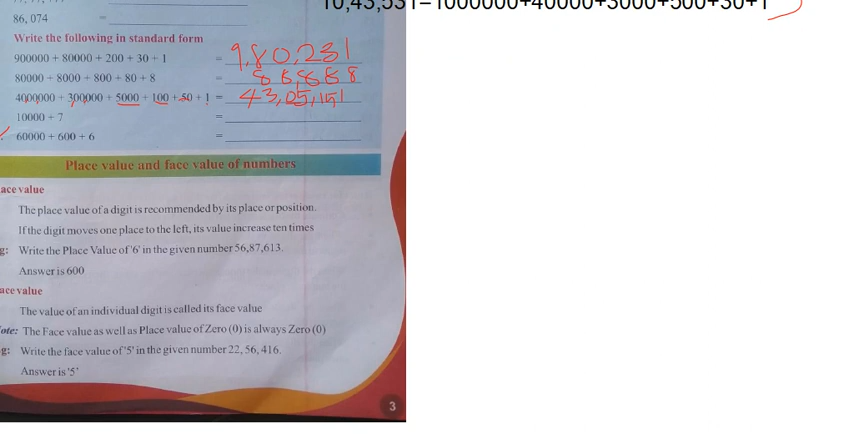 10,43,531=1000000+40000+3000+500+30+1
86, 074 =
Write the following in standard form
900000 + 80000 + 200 + 30 + 1 = 9,80,231
80000 + 8000 + 800 + 80 + 8 = 88,888
4000000 + 300000 + 5000 + 100 + 50 + 1 = 43,05,151
10000 + 7 =
60000 + 600 + 6 =
Place value and face value of numbers
ace value
The place value of a digit is recommended by its place or position.
If the digit moves one place to the left, its value increase ten times
g: Write the Place Value of '6' in the given number 56,87,613.
Answer is 600
ace value
The value of an individual digit is called its face value
ote: The Face value as well as Place value of Zero (0) is always Zero (0)
g: Write the face value of '5' in the given number 22, 56, 416.
Answer is '5'
3